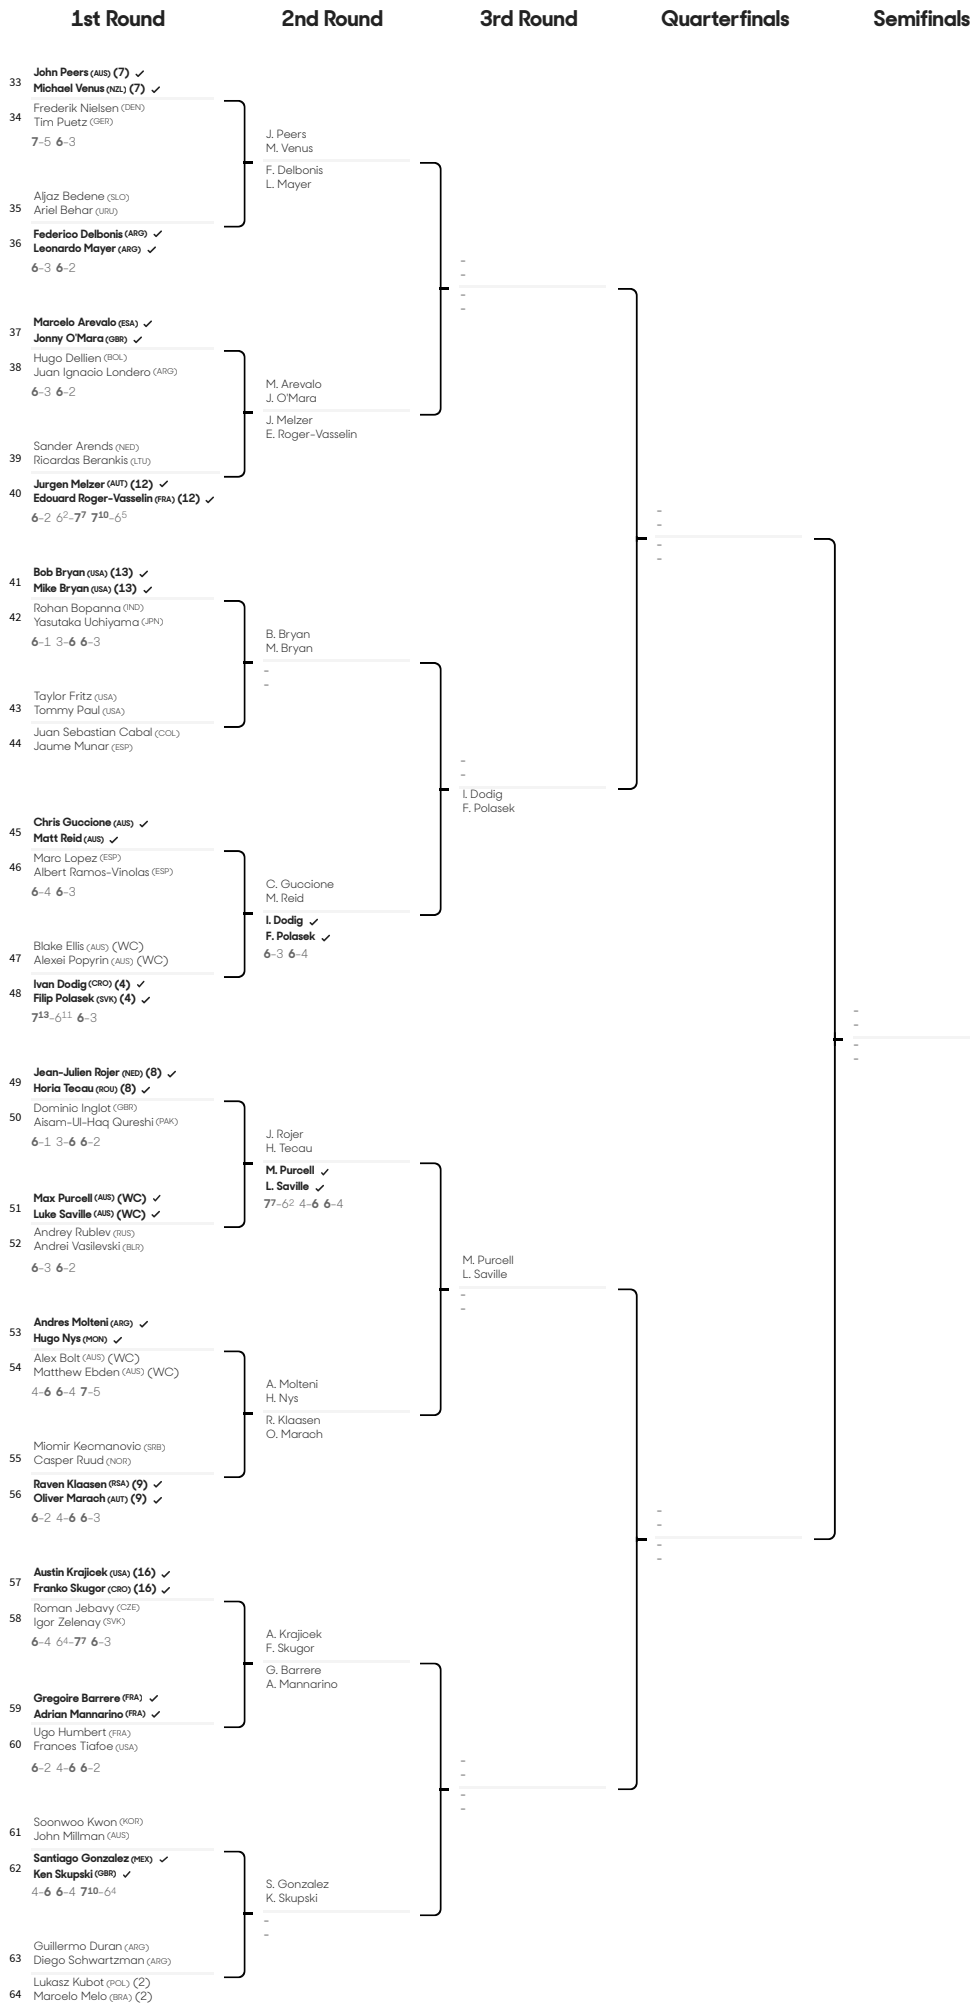 1st Round 2nd Round 3rd Round Quarterfinals Semifinals
33 John Peers (AUS) (7) ✓
Michael Venus (NZL) (7) ✓
34 Frederik Nielsen (DEN)
Tim Puetz (GER)
7-5 6-3
J. Peers
M. Venus
F. Delbonis
L. Mayer
35 Aljaz Bedene (SLO)
Ariel Behar (URU)
36 Federico Delbonis (ARG) ✓
Leonardo Mayer (ARG) ✓
6-3 6-2
-
-
-
-
37 Marcelo Arevalo (ESA) ✓
Jonny O'Mara (GBR) ✓
38 Hugo Dellien (BOL)
Juan Ignacio Londero (ARG)
6-3 6-2
M. Arevalo
J. O'Mara
J. Melzer
E. Roger-Vasselin
39 Sander Arends (NED)
Ricardas Berankis (LTU)
40 Jurgen Melzer (AUT) (12) ✓
Edouard Roger-Vasselin (FRA) (12) ✓
6-2 6²-7⁷ 7¹⁰-6⁵
-
-
-
-
41 Bob Bryan (USA) (13) ✓
Mike Bryan (USA) (13) ✓
42 Rohan Bopanna (IND)
Yasutaka Uchiyama (JPN)
6-1 3-6 6-3
B. Bryan
M. Bryan
-
-
43 Taylor Fritz (USA)
Tommy Paul (USA)
44 Juan Sebastian Cabal (COL)
Jaume Munar (ESP)
-
-
I. Dodig
F. Polasek
45 Chris Guccione (AUS) ✓
Matt Reid (AUS) ✓
46 Marc Lopez (ESP)
Albert Ramos-Vinolas (ESP)
6-4 6-3
C. Guccione
M. Reid
I. Dodig ✓
F. Polasek ✓
6-3 6-4
47 Blake Ellis (AUS) (WC)
Alexei Popyrin (AUS) (WC)
48 Ivan Dodig (CRO) (4) ✓
Filip Polasek (SVK) (4) ✓
7¹³-6¹¹ 6-3
-
-
-
-
49 Jean-Julien Rojer (NED) (8) ✓
Horia Tecau (ROU) (8) ✓
50 Dominic Inglot (GBR)
Aisam-Ul-Haq Qureshi (PAK)
6-1 3-6 6-2
J. Rojer
H. Tecau
M. Purcell ✓
L. Saville ✓
7⁷-6² 4-6 6-4
51 Max Purcell (AUS) (WC) ✓
Luke Saville (AUS) (WC) ✓
52 Andrey Rublev (RUS)
Andrei Vasilevski (BLR)
6-3 6-2
M. Purcell
L. Saville
-
-
53 Andres Molteni (ARG) ✓
Hugo Nys (MON) ✓
54 Alex Bolt (AUS) (WC)
Matthew Ebden (AUS) (WC)
4-6 6-4 7-5
A. Molteni
H. Nys
R. Klaasen
O. Marach
55 Miomir Kecmanovic (SRB)
Casper Ruud (NOR)
56 Raven Klaasen (RSA) (9) ✓
Oliver Marach (AUT) (9) ✓
6-2 4-6 6-3
-
-
-
-
57 Austin Krajicek (USA) (16) ✓
Franko Skugor (CRO) (16) ✓
58 Roman Jebavy (CZE)
Igor Zelenay (SVK)
6-4 6⁴-7⁷ 6-3
A. Krajicek
F. Skugor
G. Barrere
A. Mannarino
59 Gregoire Barrere (FRA) ✓
Adrian Mannarino (FRA) ✓
60 Ugo Humbert (FRA)
Frances Tiafoe (USA)
6-2 4-6 6-2
-
-
-
-
61 Soonwoo Kwon (KOR)
John Millman (AUS)
62 Santiago Gonzalez (MEX) ✓
Ken Skupski (GBR) ✓
4-6 6-4 7¹⁰-6⁴
S. Gonzalez
K. Skupski
-
-
63 Guillermo Duran (ARG)
Diego Schwartzman (ARG)
64 Lukasz Kubot (POL) (2)
Marcelo Melo (BRA) (2)